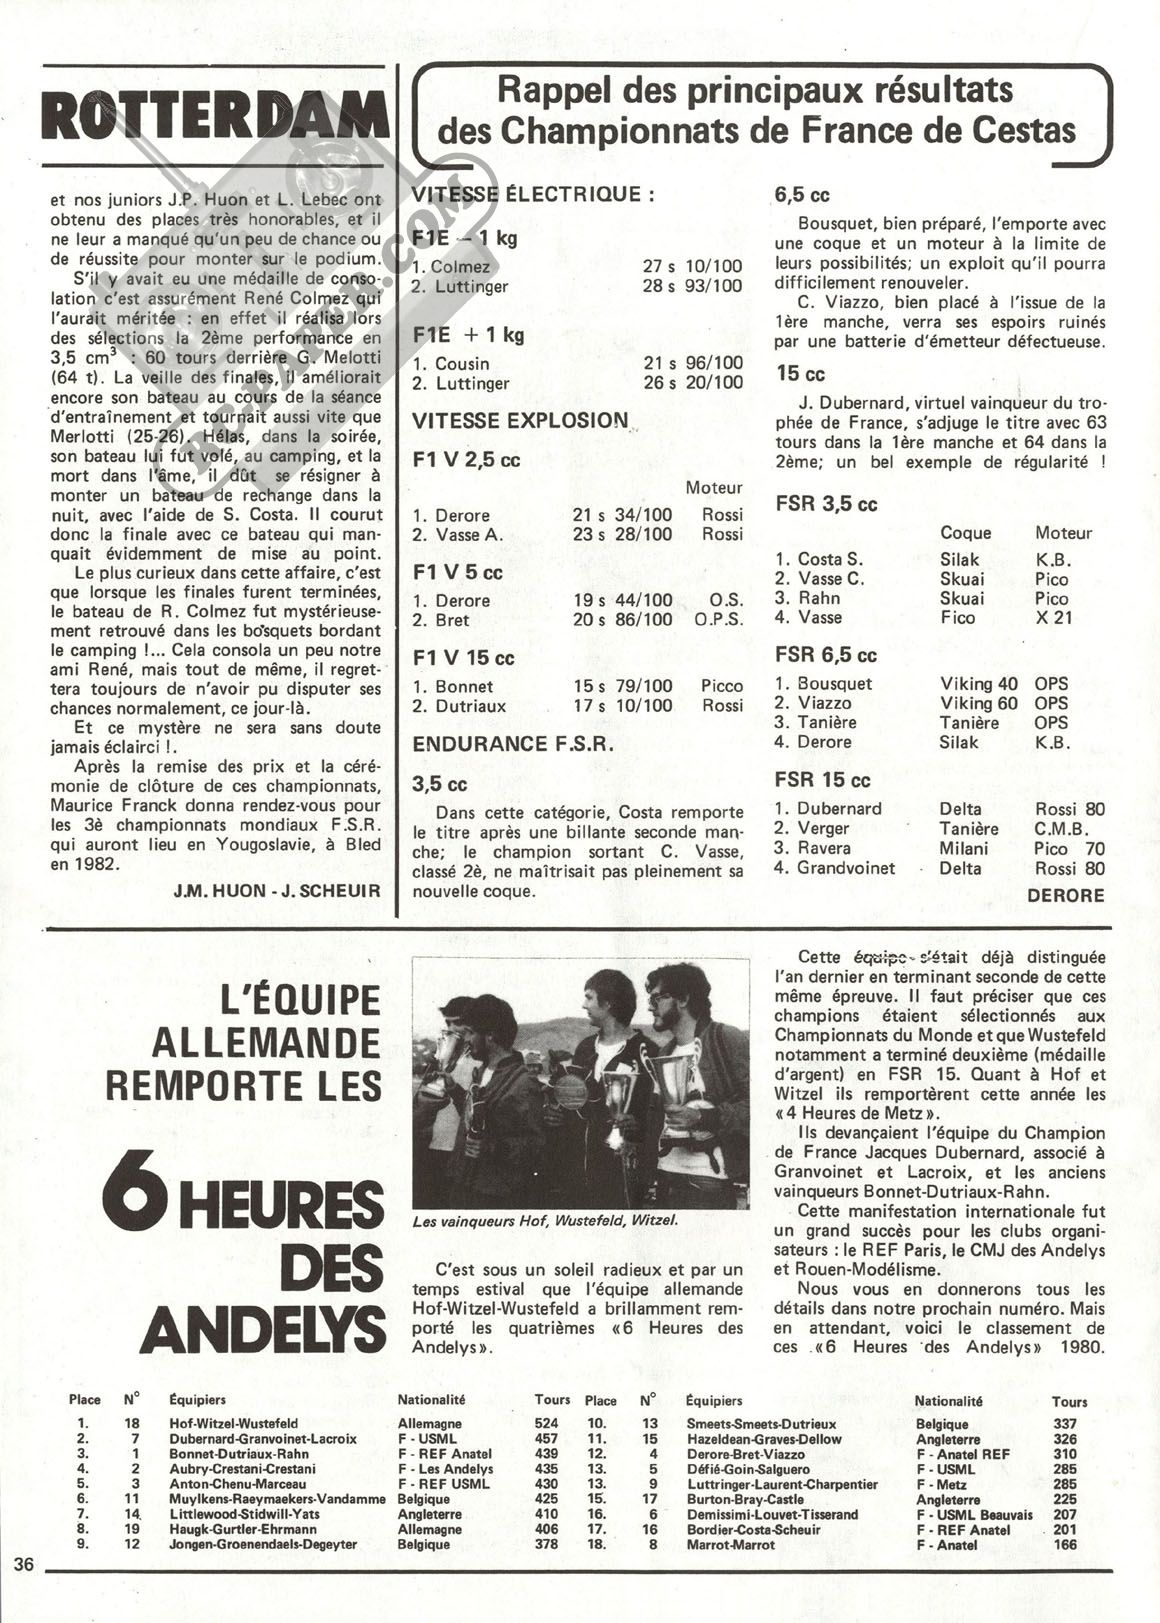 ROTTERDAM
et nos juniors J.P. Huon et L. Lebec ont
obtenu des places très honorables, et il
ne leur a manqué qu'un peu de chance ou
de réussite pour monter sur le podium.
S'il y avait eu une médaille de conso-
lation c'est assurément René Colmez qui
l'aurait méritée : en effet il réalisa lors
des sélections la 2ème performance en
3,5 cm³ : 60 tours derrière G. Melotti
(64 t). La veille des finales, il améliorait
encore son bateau au cours de la séance
d'entraînement et tournait aussi vite que
Merlotti (25-26). Hélas, dans la soirée,
son bateau lui fut volé, au camping, et la
mort dans l'âme, il dût se résigner à
monter un bateau de rechange dans la
nuit, avec l'aide de S. Costa. Il courut
donc la finale avec ce bateau qui man-
quait évidemment de mise au point.
Le plus curieux dans cette affaire, c'est
que lorsque les finales furent terminées,
le bateau de R. Colmez fut mystérieuse-
ment retrouvé dans les bosquets bordant
le camping !... Cela consola un peu notre
ami René, mais tout de même, il regret-
tera toujours de n'avoir pu disputer ses
chances normalement, ce jour-là.
Et ce mystère ne sera sans doute
jamais éclairci !.
Après la remise des prix et la céré-
monie de clôture de ces championnats,
Maurice Franck donna rendez-vous pour
les 3è championnats mondiaux F.S.R.
qui auront lieu en Yougoslavie, à Bled
en 1982.
J.M. HUON - J. SCHEUIR
RC-PAPER.COM
Rappel des principaux résultats
des Championnats de France de Cestas
VITESSE ÉLECTRIQUE :
F1E – 1 kg
1. Colmez 27 s 10/100
2. Luttinger 28 s 93/100
F1E + 1 kg
1. Cousin 21 s 96/100
2. Luttinger 26 s 20/100
VITESSE EXPLOSION
F1 V 2,5 cc
Moteur
1. Derore 21 s 34/100 Rossi
2. Vasse A. 23 s 28/100 Rossi
F1 V 5 cc
1. Derore 19 s 44/100 O.S.
2. Bret 20 s 86/100 O.P.S.
F1 V 15 cc
1. Bonnet 15 s 79/100 Picco
2. Dutriaux 17 s 10/100 Rossi
ENDURANCE F.S.R.
3,5 cc
Dans cette catégorie, Costa remporte
le titre après une billante seconde man-
che; le champion sortant C. Vasse,
classé 2è, ne maîtrisait pas pleinement sa
nouvelle coque.
6,5 cc
Bousquet, bien préparé, l'emporte avec
une coque et un moteur à la limite de
leurs possibilités; un exploit qu'il pourra
difficilement renouveler.
C. Viazzo, bien placé à l'issue de la
1ère manche, verra ses espoirs ruinés
par une batterie d'émetteur défectueuse.
15 cc
J. Dubernard, virtuel vainqueur du tro-
phée de France, s'adjuge le titre avec 63
tours dans la 1ère manche et 64 dans la
2ème; un bel exemple de régularité !
FSR 3,5 cc
Coque Moteur
1. Costa S. Silak K.B.
2. Vasse C. Skuai Pico
3. Rahn Skuai Pico
4. Vasse Fico X 21
FSR 6,5 cc
1. Bousquet Viking 40 OPS
2. Viazzo Viking 60 OPS
3. Tanière Tanière OPS
4. Derore Silak K.B.
FSR 15 cc
1. Dubernard Delta Rossi 80
2. Verger Tanière C.M.B.
3. Ravera Milani Pico 70
4. Grandvoinet Delta Rossi 80
DERORE
L'ÉQUIPE
ALLEMANDE
REMPORTE LES
6 HEURES
DES
ANDELYS
Les vainqueurs Hof, Wustefeld, Witzel.
C'est sous un soleil radieux et par un
temps estival que l'équipe allemande
Hof-Witzel-Wustefeld a brillamment rem-
porté les quatrièmes «6 Heures des
Andelys».
Cette équipe s'était déjà distinguée
l'an dernier en terminant seconde de cette
même épreuve. Il faut préciser que ces
champions étaient sélectionnés aux
Championnats du Monde et que Wustefeld
notamment a terminé deuxième (médaille
d'argent) en FSR 15. Quant à Hof et
Witzel ils remportèrent cette année les
«4 Heures de Metz».
Ils devançaient l'équipe du Champion
de France Jacques Dubernard, associé à
Granvoinet et Lacroix, et les anciens
vainqueurs Bonnet-Dutriaux-Rahn.
Cette manifestation internationale fut
un grand succès pour les clubs organi-
sateurs : le REF Paris, le CMJ des Andelys
et Rouen-Modélisme.
Nous vous en donnerons tous les
détails dans notre prochain numéro. Mais
en attendant, voici le classement de
ces «6 Heures des Andelys» 1980.
Place N° Équipiers Nationalité Tours
1. 18 Hof-Witzel-Wustefeld Allemagne 524
2. 7 Dubernard-Granvoinet-Lacroix F - USML 457
3. 1 Bonnet-Dutriaux-Rahn F - REF Anatel 439
4. 2 Aubry-Crestani-Crestani F - Les Andelys 435
5. 3 Anton-Chenu-Marceau F - REF USML 430
6. 11 Muylkens-Raeymaekers-Vandamme Belgique 425
7. 14 Littlewood-Stidwill-Yats Angleterre 410
8. 19 Haugk-Gurtler-Ehrmann Allemagne 406
9. 12 Jongen-Groenendaels-Degeyter Belgique 378
Place N° Équipiers Nationalité Tours
10. 13 Smeets-Smeets-Dutrieux Belgique 337
11. 15 Hazeldean-Graves-Dellow Angleterre 326
12. 4 Derore-Bret-Viazzo F - Anatel REF 310
13. 5 Défié-Goin-Salguero F - USML 285
13. 9 Luttringer-Laurent-Charpentier F - Metz 285
15. 17 Burton-Bray-Castle Angleterre 225
16. 6 Demissimi-Louvet-Tisserand F - USML Beauvais 207
17. 16 Bordier-Costa-Scheuir F - REF Anatel 201
18. 8 Marrot-Marrot F - Anatel 166
36